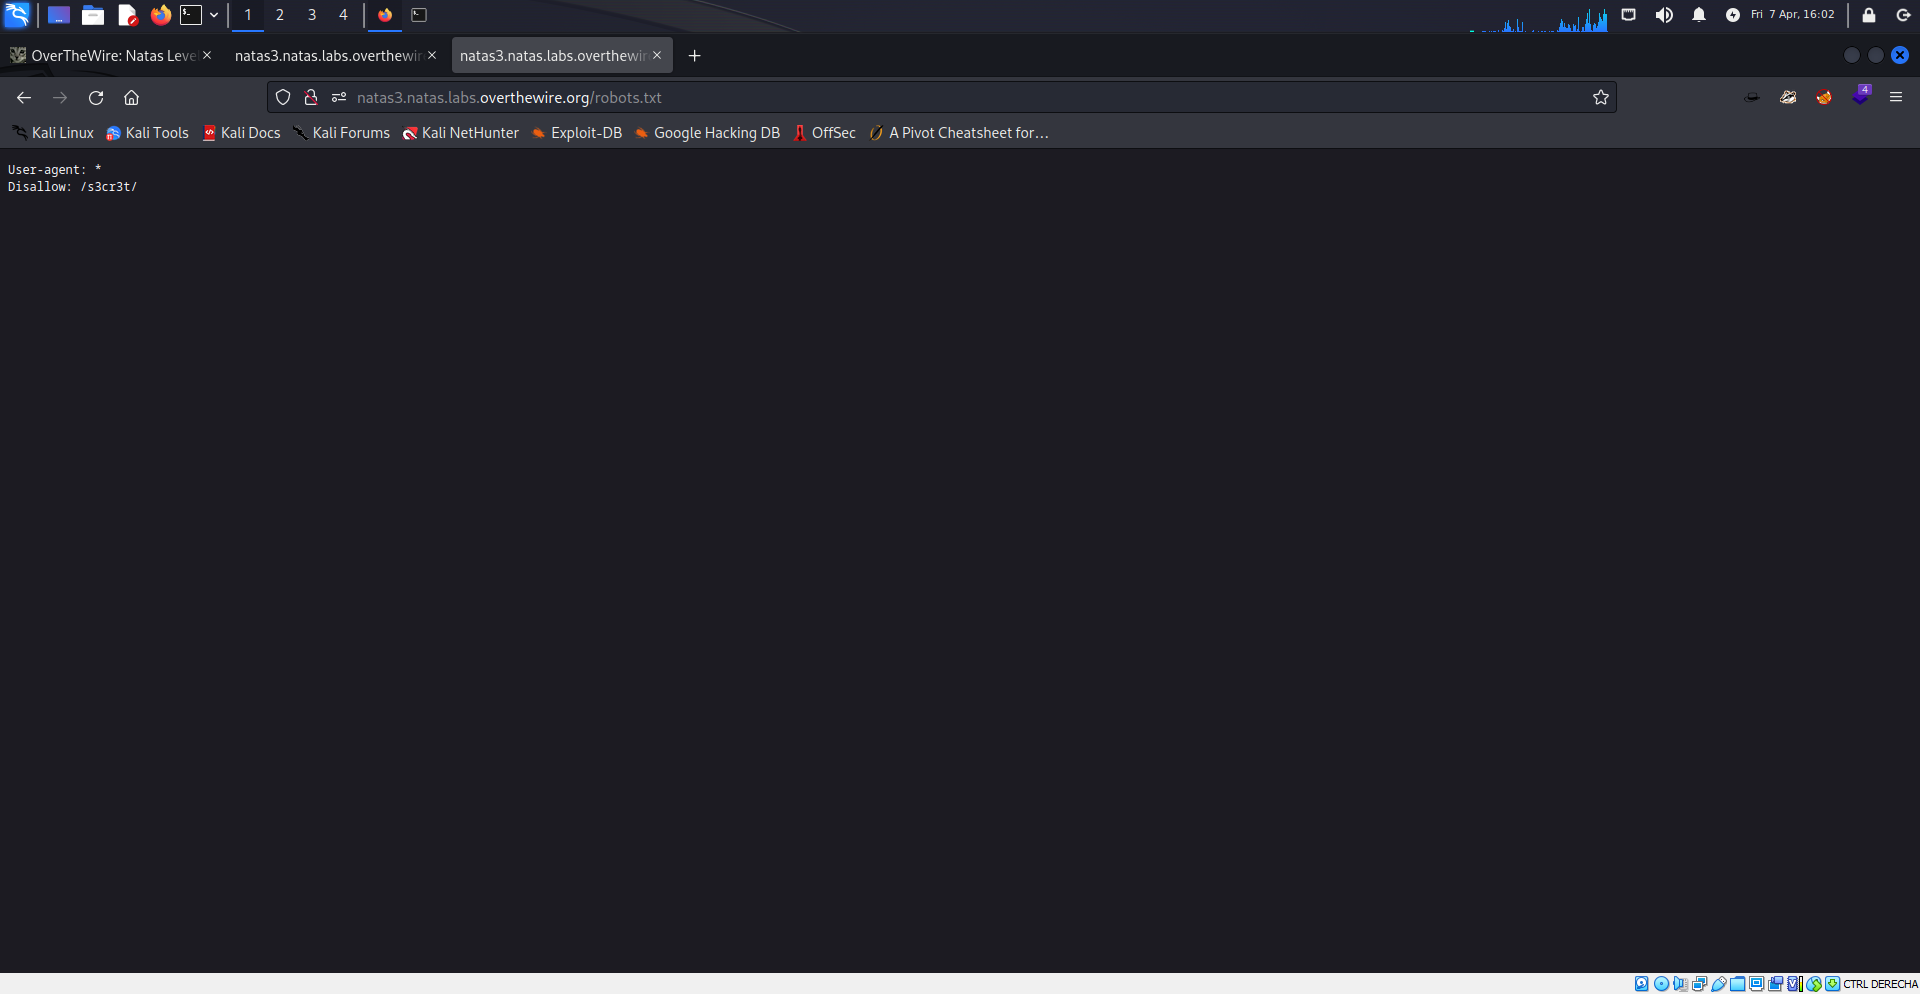 1 2 3 4 Fri 7 Apr, 16:02
OverTheWire: Natas Leve natas3.natas.labs.overthewir natas3.natas.labs.overthewir
natas3.natas.labs.overthewire.org/robots.txt 4
Kali Linux Kali Tools Kali Docs Kali Forums Kali NetHunter Exploit-DB Google Hacking DB OffSec A Pivot Cheatsheet for…
User-agent: *
Disallow: /s3cr3t/
CTRL DERECHA